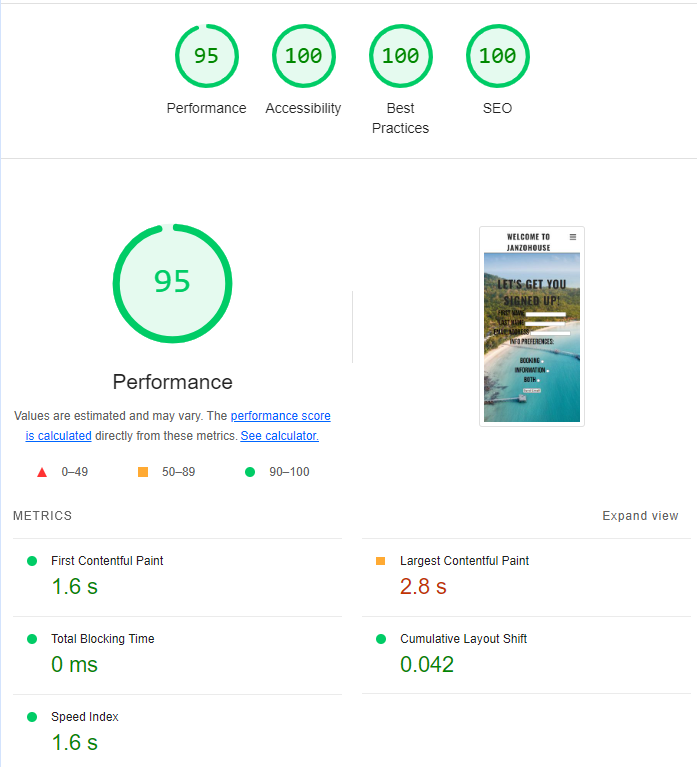 95
100
100
100
Performance
Accessibility
Best
Practices
SEO
95
Performance
Values are estimated and may vary. The performance score
is calculated directly from these metrics. See calculator.
0–49
50–89
90–100
WELCOME TO
JANZOHOUSE
LET'S GET YOU
SIGNED UP!
FIRST NAME
LAST NAME
EMAIL ADDRESS
INFO PREFERENCES:
BOOKING
INFORMATION
BOTH
METRICS
Expand view
First Contentful Paint
1.6 s
Largest Contentful Paint
2.8 s
Total Blocking Time
0 ms
Cumulative Layout Shift
0.042
Speed Index
1.6 s